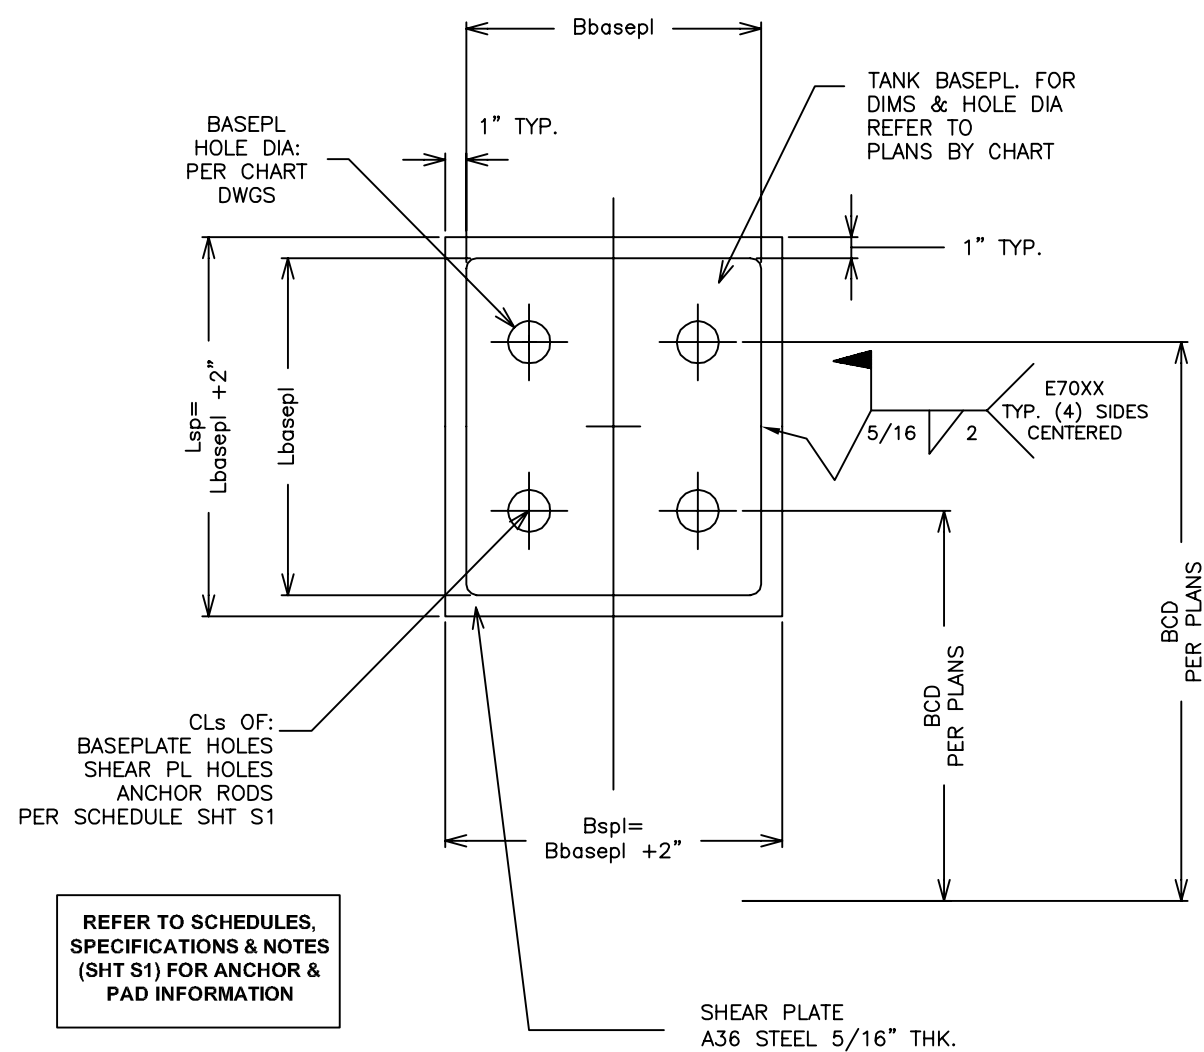 Bbasepl
TANK BASEPL. FOR
DIMS & HOLE DIA
REFER TO
PLANS BY CHART
BASEPL
HOLE DIA:
PER CHART
DWGS
1" TYP.
1" TYP.
Lsp=
Lbasepl +2"
Lbasepl
E70XX
TYP. (4) SIDES
CENTERED
5/16
2
BCD
PER PLANS
BCD
PER PLANS
CLs OF:
BASEPLATE HOLES
SHEAR PL HOLES
ANCHOR RODS
PER SCHEDULE SHT S1
Bspl=
Bbasepl +2"
REFER TO SCHEDULES,
SPECIFICATIONS & NOTES
(SHT S1) FOR ANCHOR &
PAD INFORMATION
SHEAR PLATE
A36 STEEL 5/16" THK.